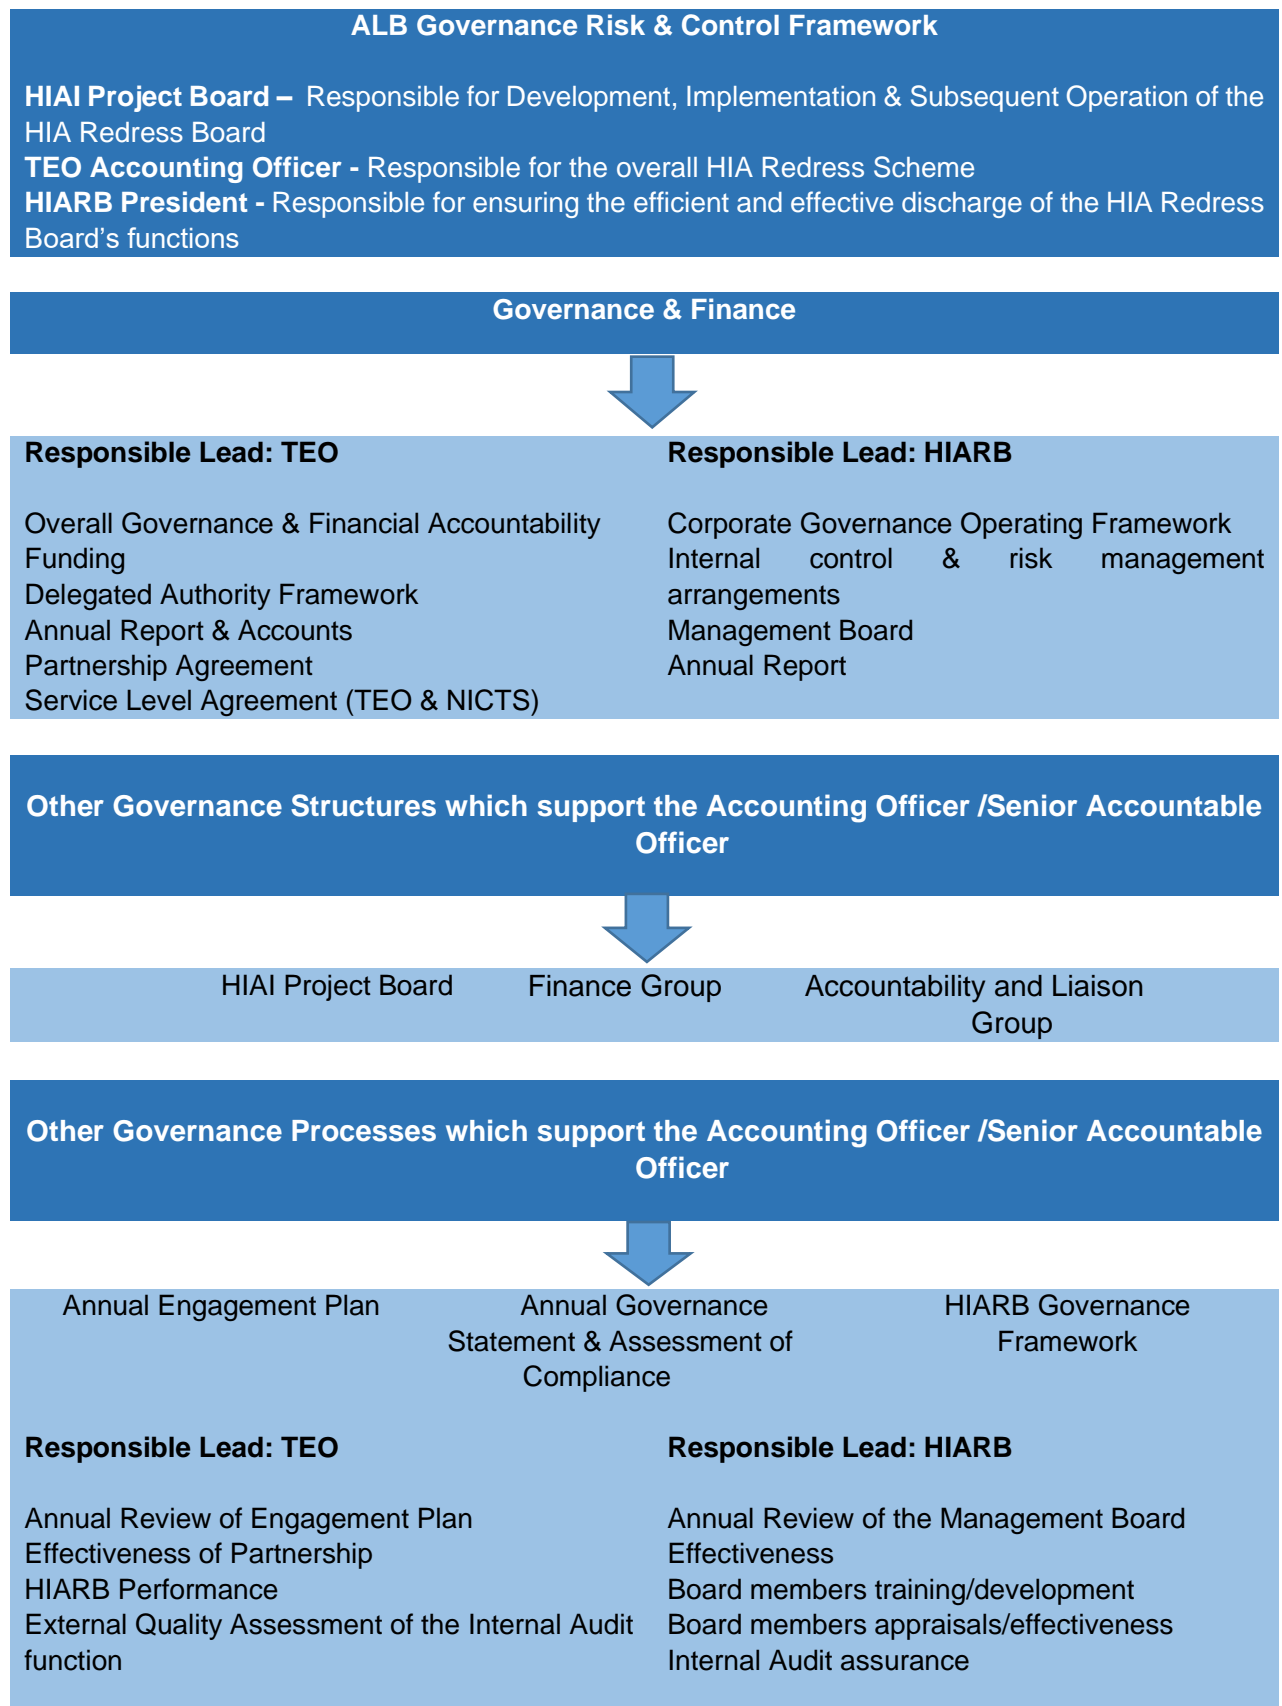 ALB Governance Risk & Control Framework
HIAI Project Board – Responsible for Development, Implementation & Subsequent Operation of the
HIA Redress Board
TEO Accounting Officer - Responsible for the overall HIA Redress Scheme
HIARB President - Responsible for ensuring the efficient and effective discharge of the HIA Redress
Board's functions
Governance & Finance
Responsible Lead: TEO
Overall Governance & Financial Accountability
Funding
Delegated Authority Framework
Annual Report & Accounts
Partnership Agreement
Service Level Agreement (TEO & NICTS)
Responsible Lead: HIARB
Corporate Governance Operating Framework
Internal control & risk management
arrangements
Management Board
Annual Report
Other Governance Structures which support the Accounting Officer /Senior Accountable
Officer
HIAI Project Board
Finance Group
Accountability and Liaison
Group
Other Governance Processes which support the Accounting Officer /Senior Accountable
Officer
Annual Engagement Plan
Annual Governance
Statement & Assessment of
Compliance
HIARB Governance
Framework
Responsible Lead: TEO
Annual Review of Engagement Plan
Effectiveness of Partnership
HIARB Performance
External Quality Assessment of the Internal Audit
function
Responsible Lead: HIARB
Annual Review of the Management Board
Effectiveness
Board members training/development
Board members appraisals/effectiveness
Internal Audit assurance